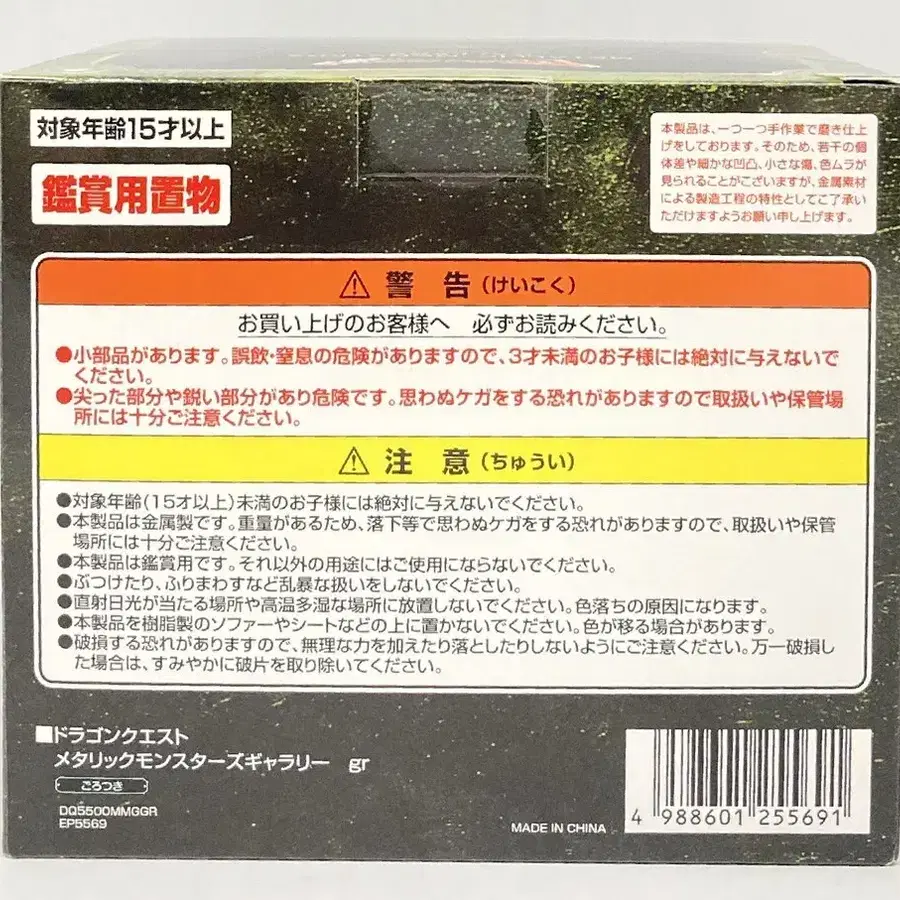 対象年齢15才以上
鑑賞用置物
本製品は、一つ一つ手作業で磨き仕上
げをしております。そのため、若干の個
体差や細かな凹凸、小さな傷、色ムラが
見られることがございますが、金属素材
による製造工程の特性としてご了承い
ただけますようお願い申し上げます。
⚠ 警 告(けいこく)
お買い上げのお客様へ 必ずお読みください。
●小部品があります。誤飲・窒息の危険がありますので、3才未満のお子様には絶対に与えないで
ください。
●尖った部分や鋭い部分があり危険です。思わぬケガをする恐れがありますので取扱いや保管場
所には十分ご注意ください。
⚠ 注 意(ちゅうい)
●対象年齢(15才以上)未満のお子様には絶対に与えないでください。
●本製品は金属製です。重量があるため、落下等で思わぬケガをする恐れがありますので、取扱いや保管
場所には十分ご注意ください。
●本製品は鑑賞用です。それ以外の用途にはご使用にならないでください。
●ぶつけたり、ふりまわすなど乱暴な扱いをしないでください。
●直射日光が当たる場所や高温多湿な場所に放置しないでください。色落ちの原因になります。
●本製品を樹脂製のソファーやシートなどの上に置かないでください。色が移る場合があります。
●破損する恐れがありますので、無理な力を加えたり落としたりしないようにご注意ください。万一破損し
た場合は、すみやかに破片を取り除いてください。
■ドラゴンクエスト
メタリックモンスターズギャラリー gr
ごろつき
DQ5500MMGGR
EP5569
MADE IN CHINA
4 988601 255691